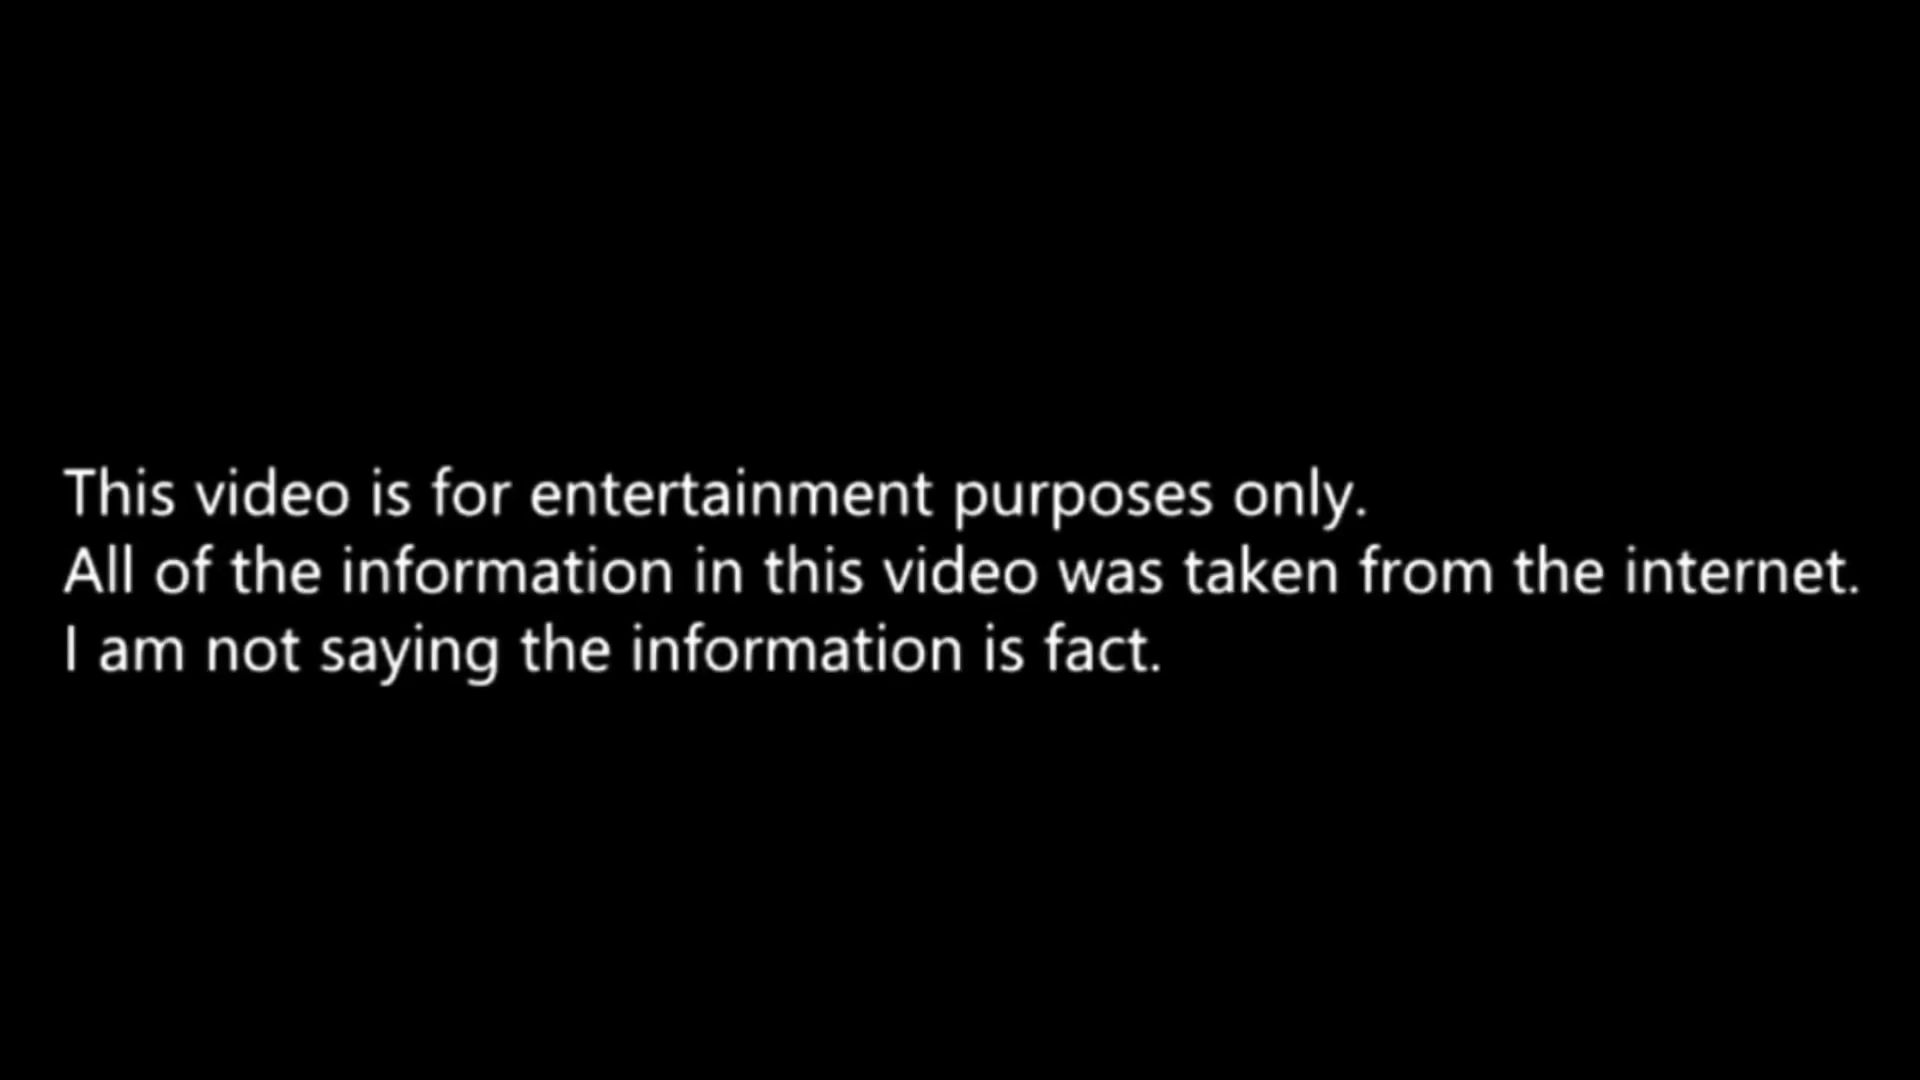 This video is for entertainment purposes only.
All of the information in this video was taken from the internet.
I am not saying the information is fact.